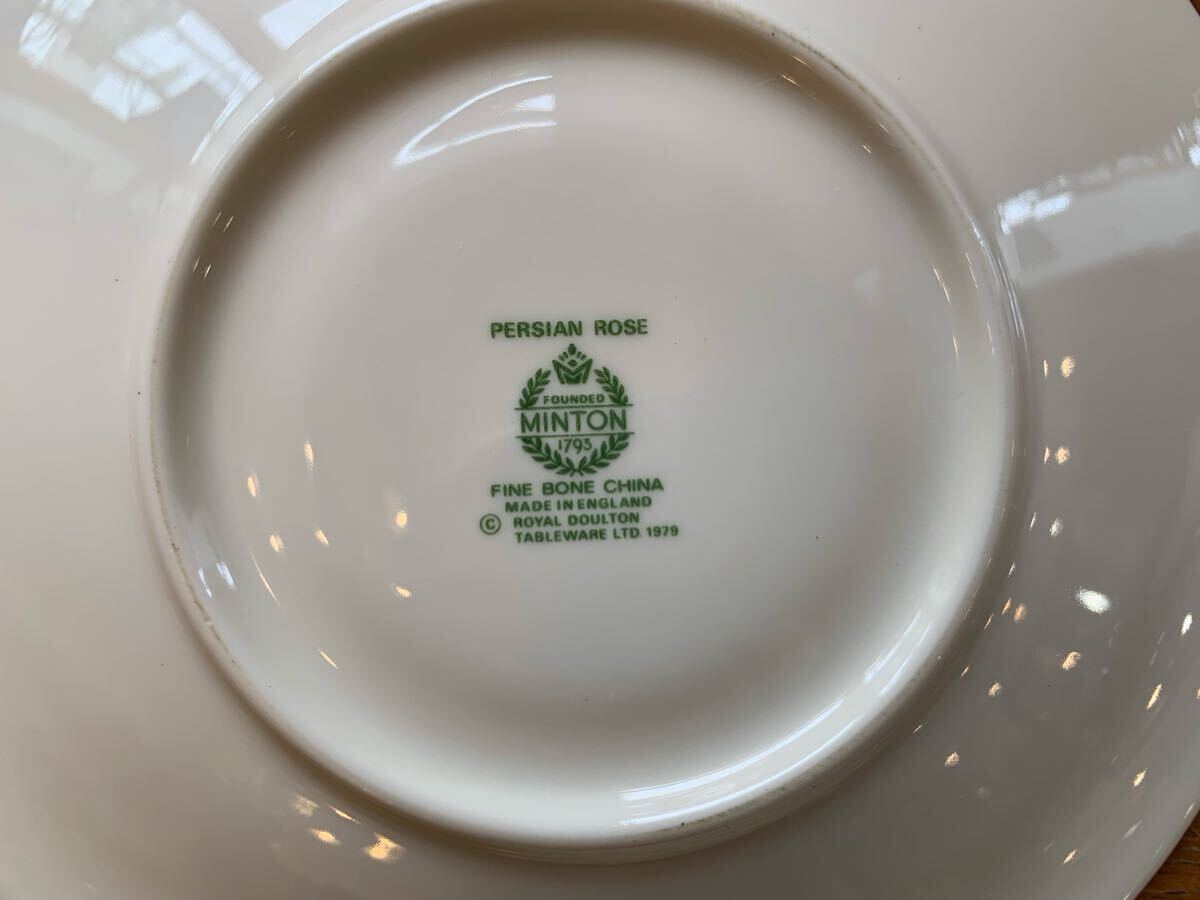 PERSIAN ROSE
FOUNDED
MINTON
1793
FINE BONE CHINA
MADE IN ENGLAND
© ROYAL DOULTON
TABLEWARE LTD. 1979